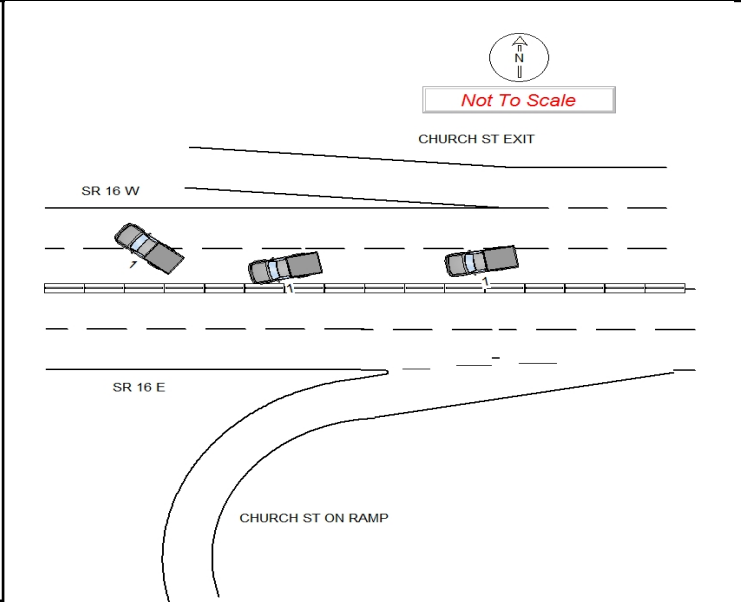 N
Not To Scale
CHURCH ST EXIT
SR 16 W
1
1
1
SR 16 E
CHURCH ST ON RAMP